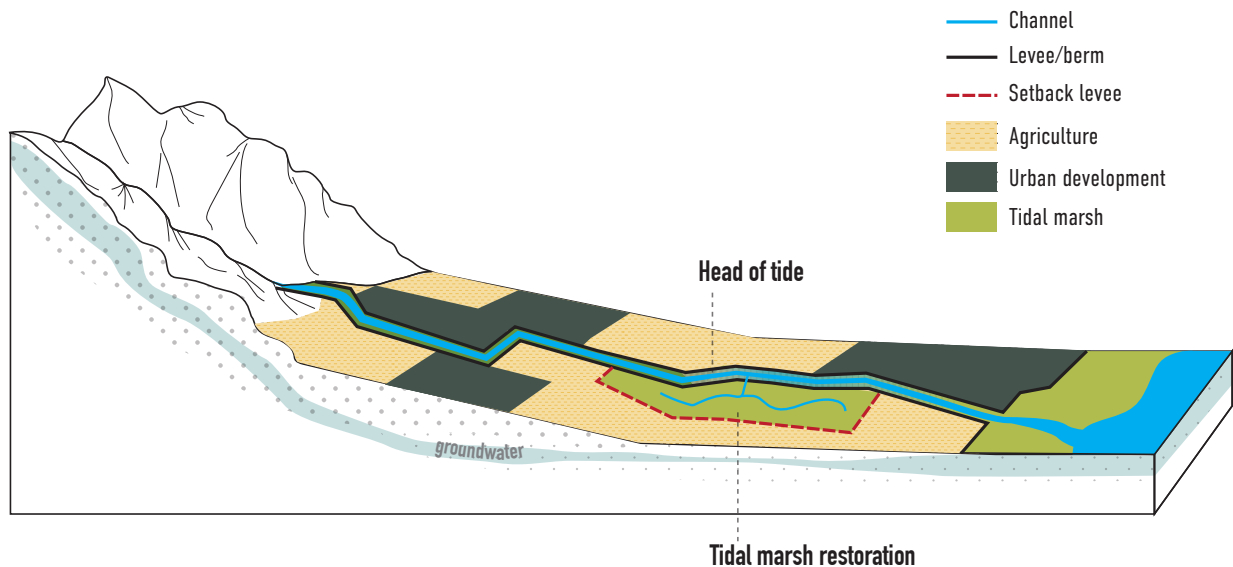 Channel
Levee/berm
Setback levee
Agriculture
Urban development
Tidal marsh
Head of tide
groundwater
Tidal marsh restoration